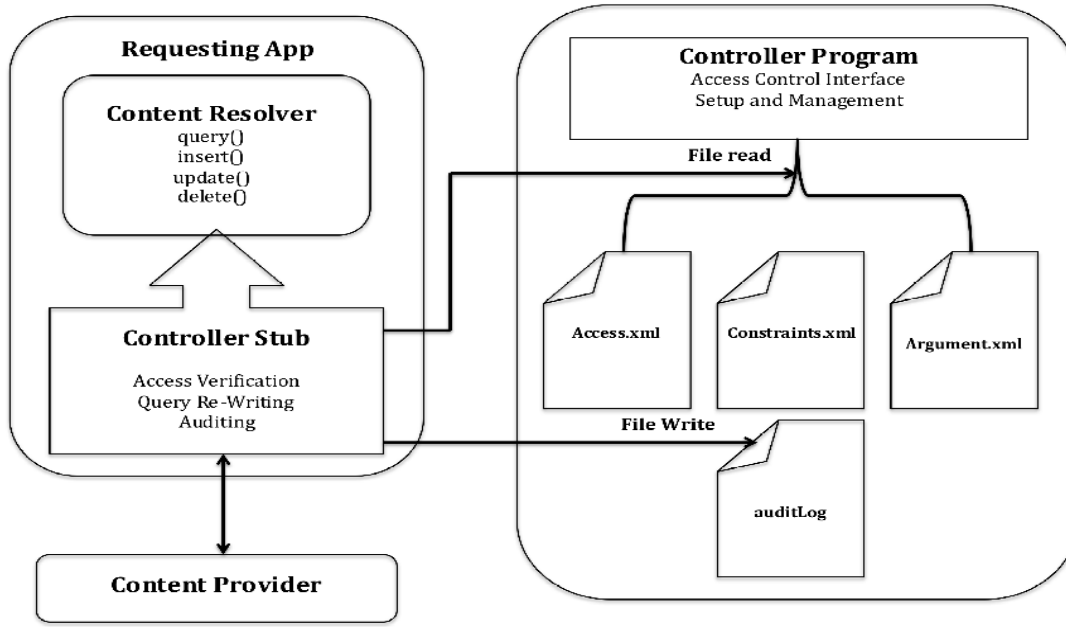 Requesting App
Content Resolver
query()
insert()
update()
delete()
Controller Stub
Access Verification
Query Re-Writing
Auditing
Content Provider
Controller Program
Access Control Interface
Setup and Management
File read
Access.xml
Constraints.xml
Argument.xml
File Write
auditLog